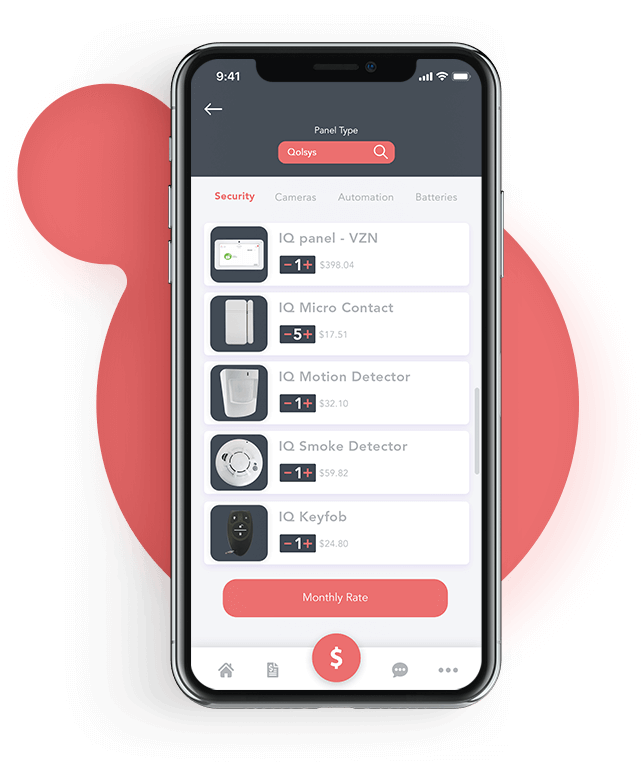 9:41
Panel Type
Qolsys
Security Cameras Automation Batteries
IQ panel - VZN
-1+ $398.04
IQ Micro Contact
-5+ $17.51
IQ Motion Detector
-1+ $32.10
IQ Smoke Detector
-1+ $59.82
IQ Keyfob
-1+ $24.80
Monthly Rate
$